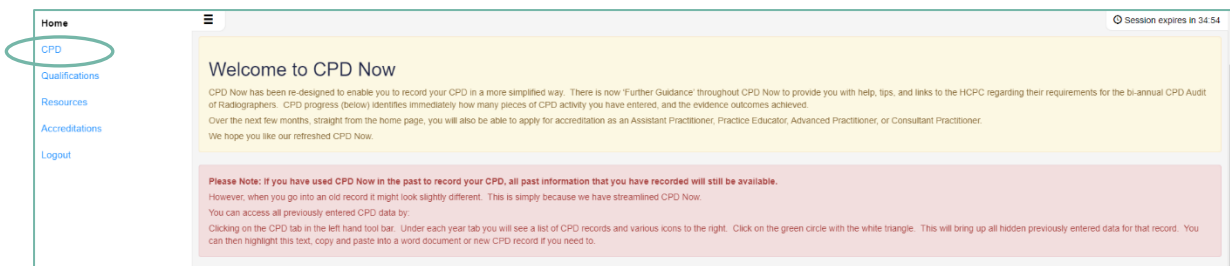 Home
Session expires in 34:54
CPD
Qualifications
Resources
Accreditations
Logout
Welcome to CPD Now
CPD Now has been re-designed to enable you to record your CPD in a more simplified way. There is now 'Further Guidance' throughout CPD Now to provide you with help, tips, and links to the HCPC regarding their requirements for the bi-annual CPD Audit
of Radiographers. CPD progress (below) identifies immediately how many pieces of CPD activity you have entered, and the evidence outcomes achieved.
Over the next few months, straight from the home page, you will also be able to apply for accreditation as an Assistant Practitioner, Practice Educator, Advanced Practitioner, or Consultant Practitioner.
We hope you like our refreshed CPD Now.
Please Note: If you have used CPD Now in the past to record your CPD, all past information that you have recorded will still be available.
However, when you go into an old record it might look slightly different. This is simply because we have streamlined CPD Now.
You can access all previously entered CPD data by:
Clicking on the CPD tab in the left hand tool bar. Under each year tab you will see a list of CPD records and various icons to the right. Click on the green circle with the white triangle. This will bring up all hidden previously entered data for that record. You
can then highlight this text, copy and paste into a word document or new CPD record if you need to.